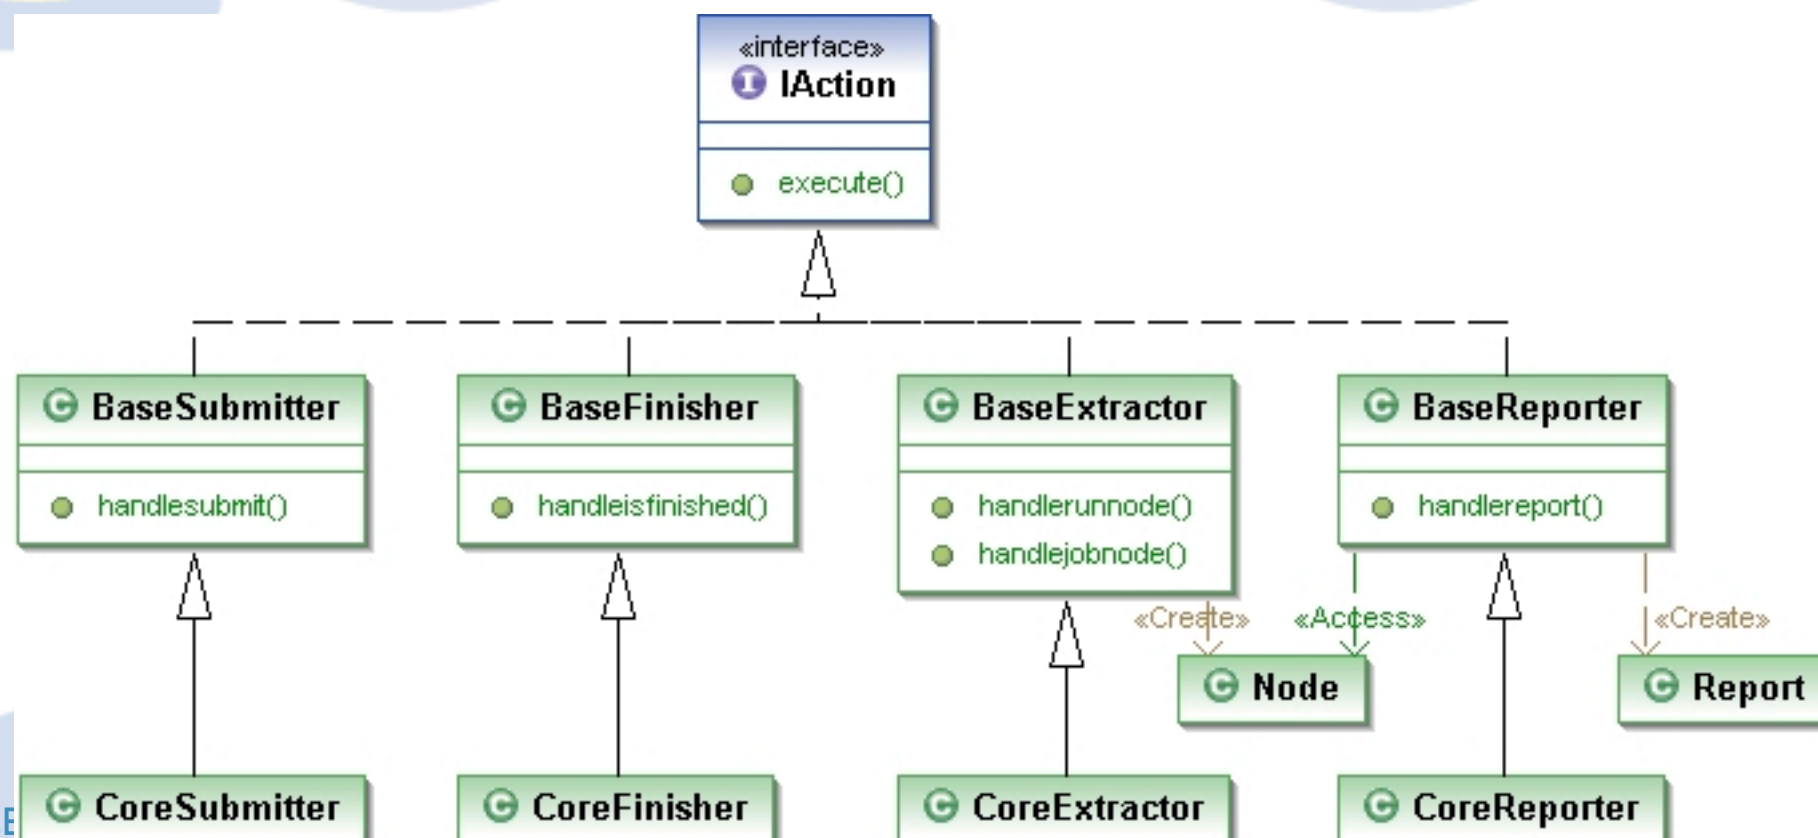 «interface»
IAction
execute()
BaseSubmitter
handlesubmit()
BaseFinisher
handleisfinished()
BaseExtractor
handlerunnode()
handlejobnode()
BaseReporter
handlereport()
«Create»
«Access»
«Create»
Node
Report
CoreSubmitter
CoreFinisher
CoreExtractor
CoreReporter